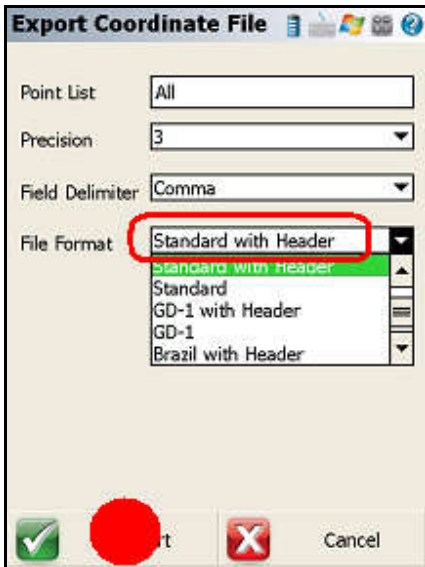 Export Coordinate File
Point List All
Precision 3
Field Delimiter Comma
File Format Standard with Header
Standard with Header
Standard
GD-1 with Header
GD-1
Brazil with Header
Cancel